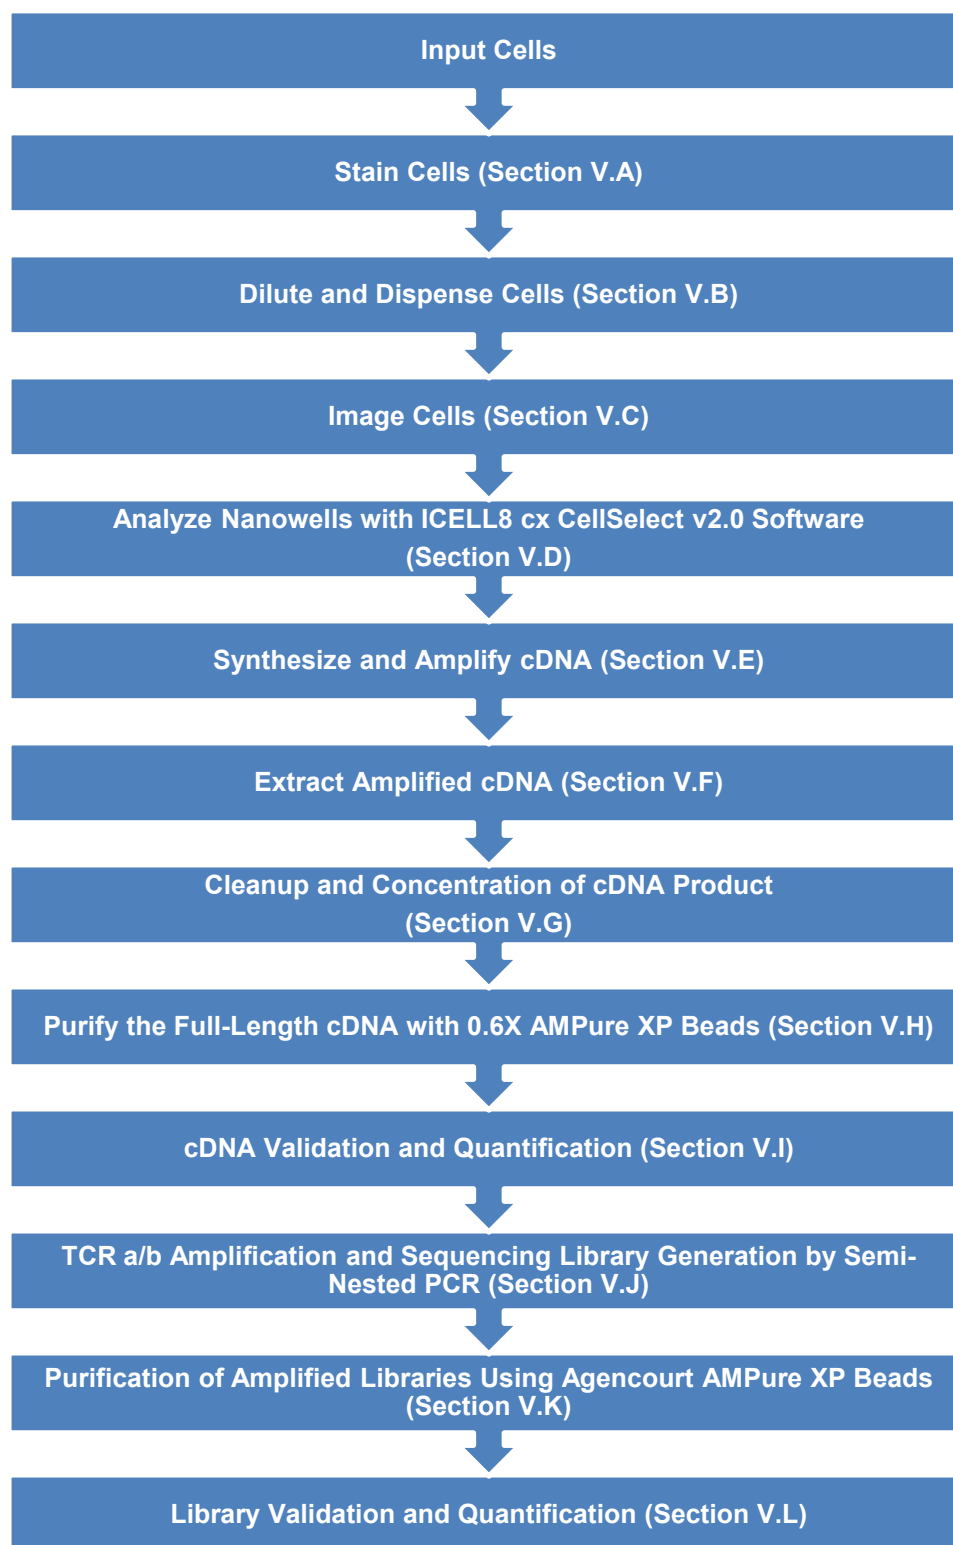 Input Cells
Stain Cells (Section V.A)
Dilute and Dispense Cells (Section V.B)
Image Cells (Section V.C)
Analyze Nanowells with ICELL8 cx CellSelect v2.0 Software
(Section V.D)
Synthesize and Amplify cDNA (Section V.E)
Extract Amplified cDNA (Section V.F)
Cleanup and Concentration of cDNA Product
(Section V.G)
Purify the Full-Length cDNA with 0.6X AMPure XP Beads (Section V.H)
cDNA Validation and Quantification (Section V.I)
TCR a/b Amplification and Sequencing Library Generation by Semi-
Nested PCR (Section V.J)
Purification of Amplified Libraries Using Agencourt AMPure XP Beads
(Section V.K)
Library Validation and Quantification (Section V.L)